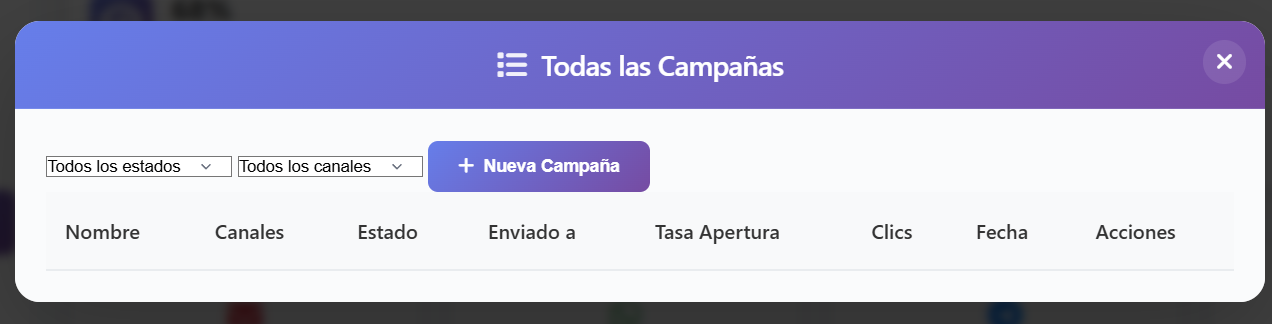 Todas las Campañas
Todos los estados Todos los canales + Nueva Campaña
Nombre Canales Estado Enviado a Tasa Apertura Clics Fecha Acciones